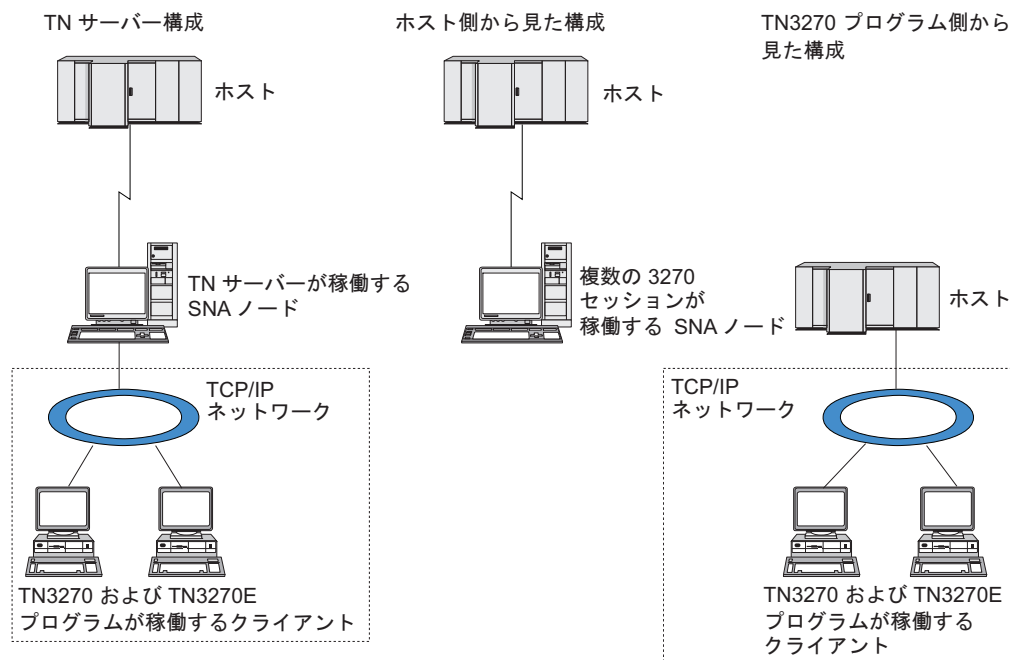 TN サーバー構成
ホスト
TN サーバーが稼働する
SNA ノード
TCP/IP
ネットワーク
TN3270 および TN3270E
プログラムが稼働するクライアント
ホスト側から見た構成
ホスト
複数の 3270
セッションが
稼働する SNA ノード
TN3270 プログラム側から
見た構成
ホスト
TCP/IP
ネットワーク
TN3270 および TN3270E
プログラムが稼働する
クライアント